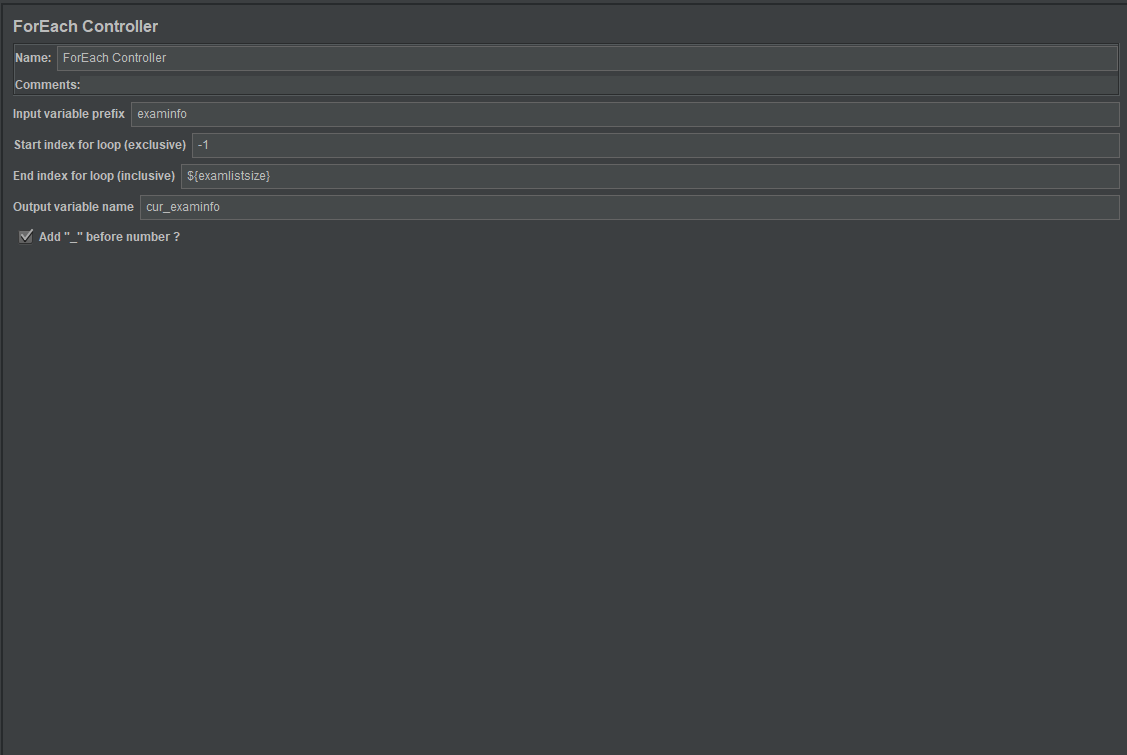 ForEach Controller
Name: ForEach Controller
Comments:
Input variable prefix examinfo
Start index for loop (exclusive) -1
End index for loop (inclusive) ${examlistsize}
Output variable name cur_examinfo
Add "_" before number ?